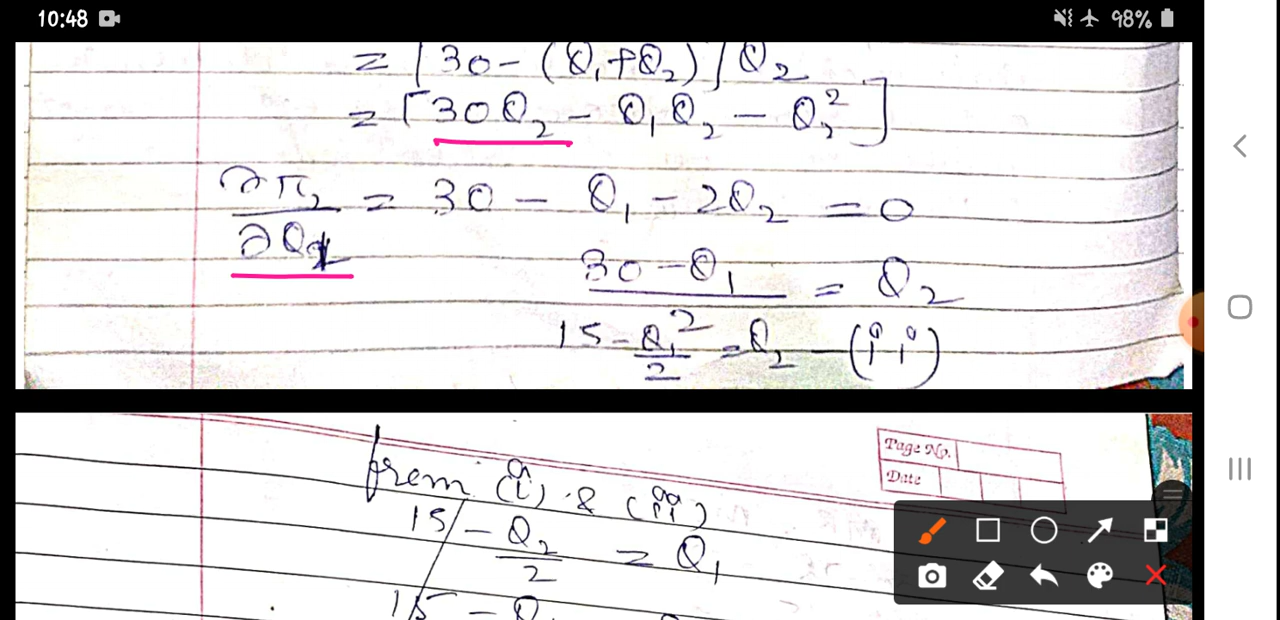 10:48
98%
= [30 - (Q₁+Q₂)]Q₂
= [30Q₂ - Q₁Q₂ - Q₂²]
∂π₂/∂Q₂ = 30 - Q₁ - 2Q₂ = 0
(30 - Q₁)/2 = Q₂
15 - Q₁/2 = Q₂ — (ii)
Page No.
Date
from (i) & (ii)
15 - Q₂/2 = Q₁
15 - Q